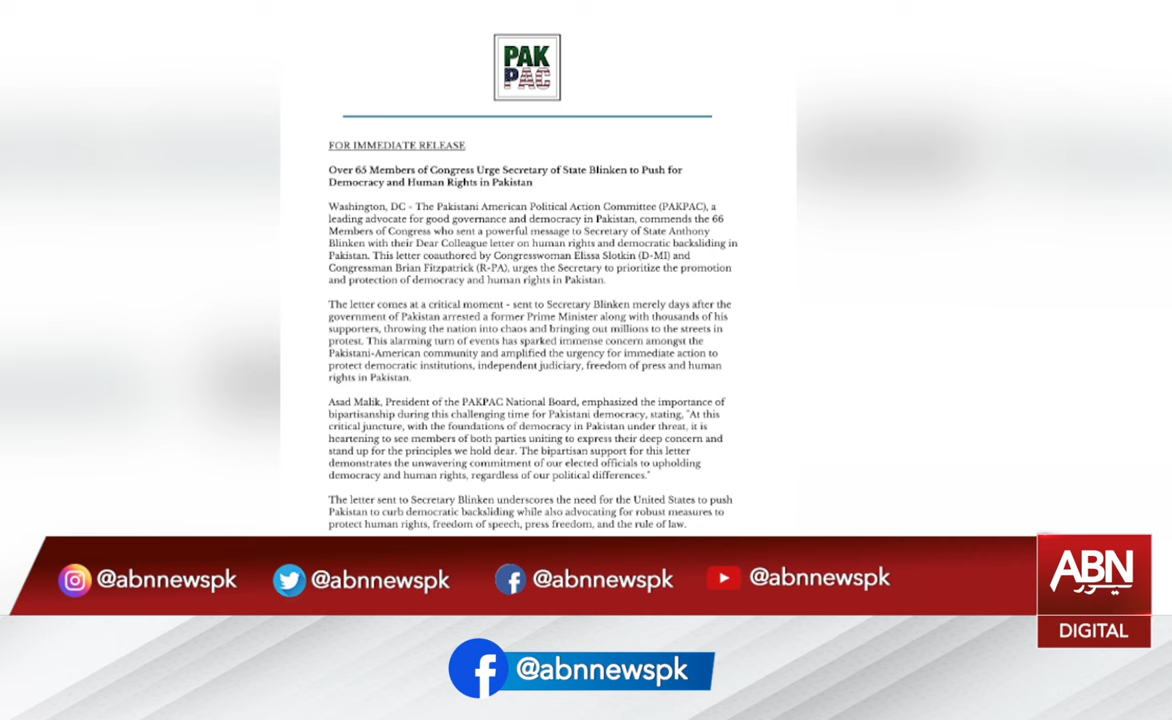 PAK
PAC
FOR IMMEDIATE RELEASE
Over 65 Members of Congress Urge Secretary of State Blinken to Push for
Democracy and Human Rights in Pakistan
Washington, DC - The Pakistani American Political Action Committee (PAKPAC), a
leading advocate for good governance and democracy in Pakistan, commends the 66
Members of Congress who sent a powerful message to Secretary of State Anthony
Blinken with their Dear Colleague letter on human rights and democratic backsliding in
Pakistan. This letter coauthored by Congresswoman Elissa Slotkin (D-MI) and
Congressman Brian Fitzpatrick (R-PA), urges the Secretary to prioritize the promotion
and protection of democracy and human rights in Pakistan.
The letter comes at a critical moment - sent to Secretary Blinken merely days after the
government of Pakistan arrested a former Prime Minister along with thousands of his
supporters, throwing the nation into chaos and bringing out millions to the streets in
protest. This alarming turn of events has sparked immense concern amongst the
Pakistani-American community and amplified the urgency for immediate action to
protect democratic institutions, independent judiciary, freedom of press and human
rights in Pakistan.
Asad Malik, President of the PAKPAC National Board, emphasized the importance of
bipartisanship during this challenging time for Pakistani democracy, stating, "At this
critical juncture, with the foundations of democracy in Pakistan under threat, it is
heartening to see members of both parties uniting to express their deep concern and
stand up for the principles we hold dear. The bipartisan support for this letter
demonstrates the unwavering commitment of our elected officials to upholding
democracy and human rights, regardless of our political differences."
The letter sent to Secretary Blinken underscores the need for the United States to push
Pakistan to curb democratic backsliding while also advocating for robust measures to
protect human rights, freedom of speech, press freedom, and the rule of law.
@abnnewspk @abnnewspk @abnnewspk @abnnewspk
ABN
نیوز
DIGITAL
@abnnewspk